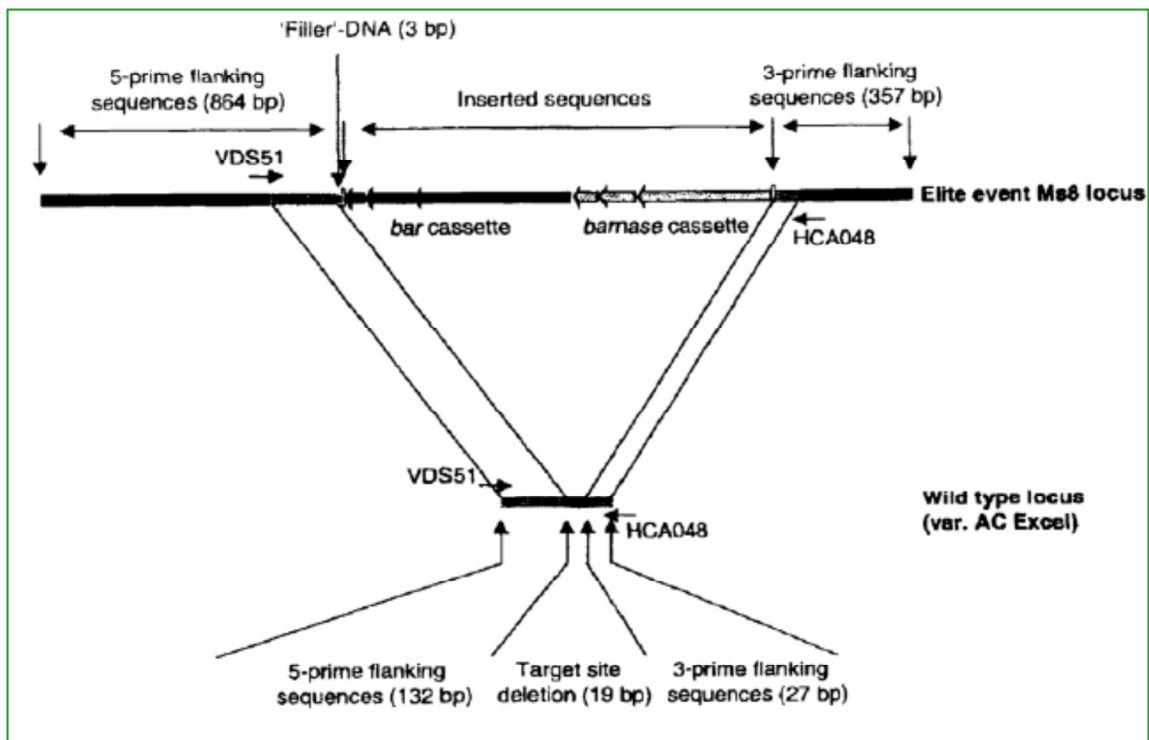 'Filler'-DNA (3 bp)
5-prime flanking
sequences (864 bp)
Inserted sequences
3-prime flanking
sequences (357 bp)
VDS51
Elite event Ms8 locus
bar cassette
barnase cassette
HCA048
VDS51
HCA048
Wild type locus
(var. AC Excel)
5-prime flanking
sequences (132 bp)
Target site
deletion (19 bp)
3-prime flanking
sequences (27 bp)